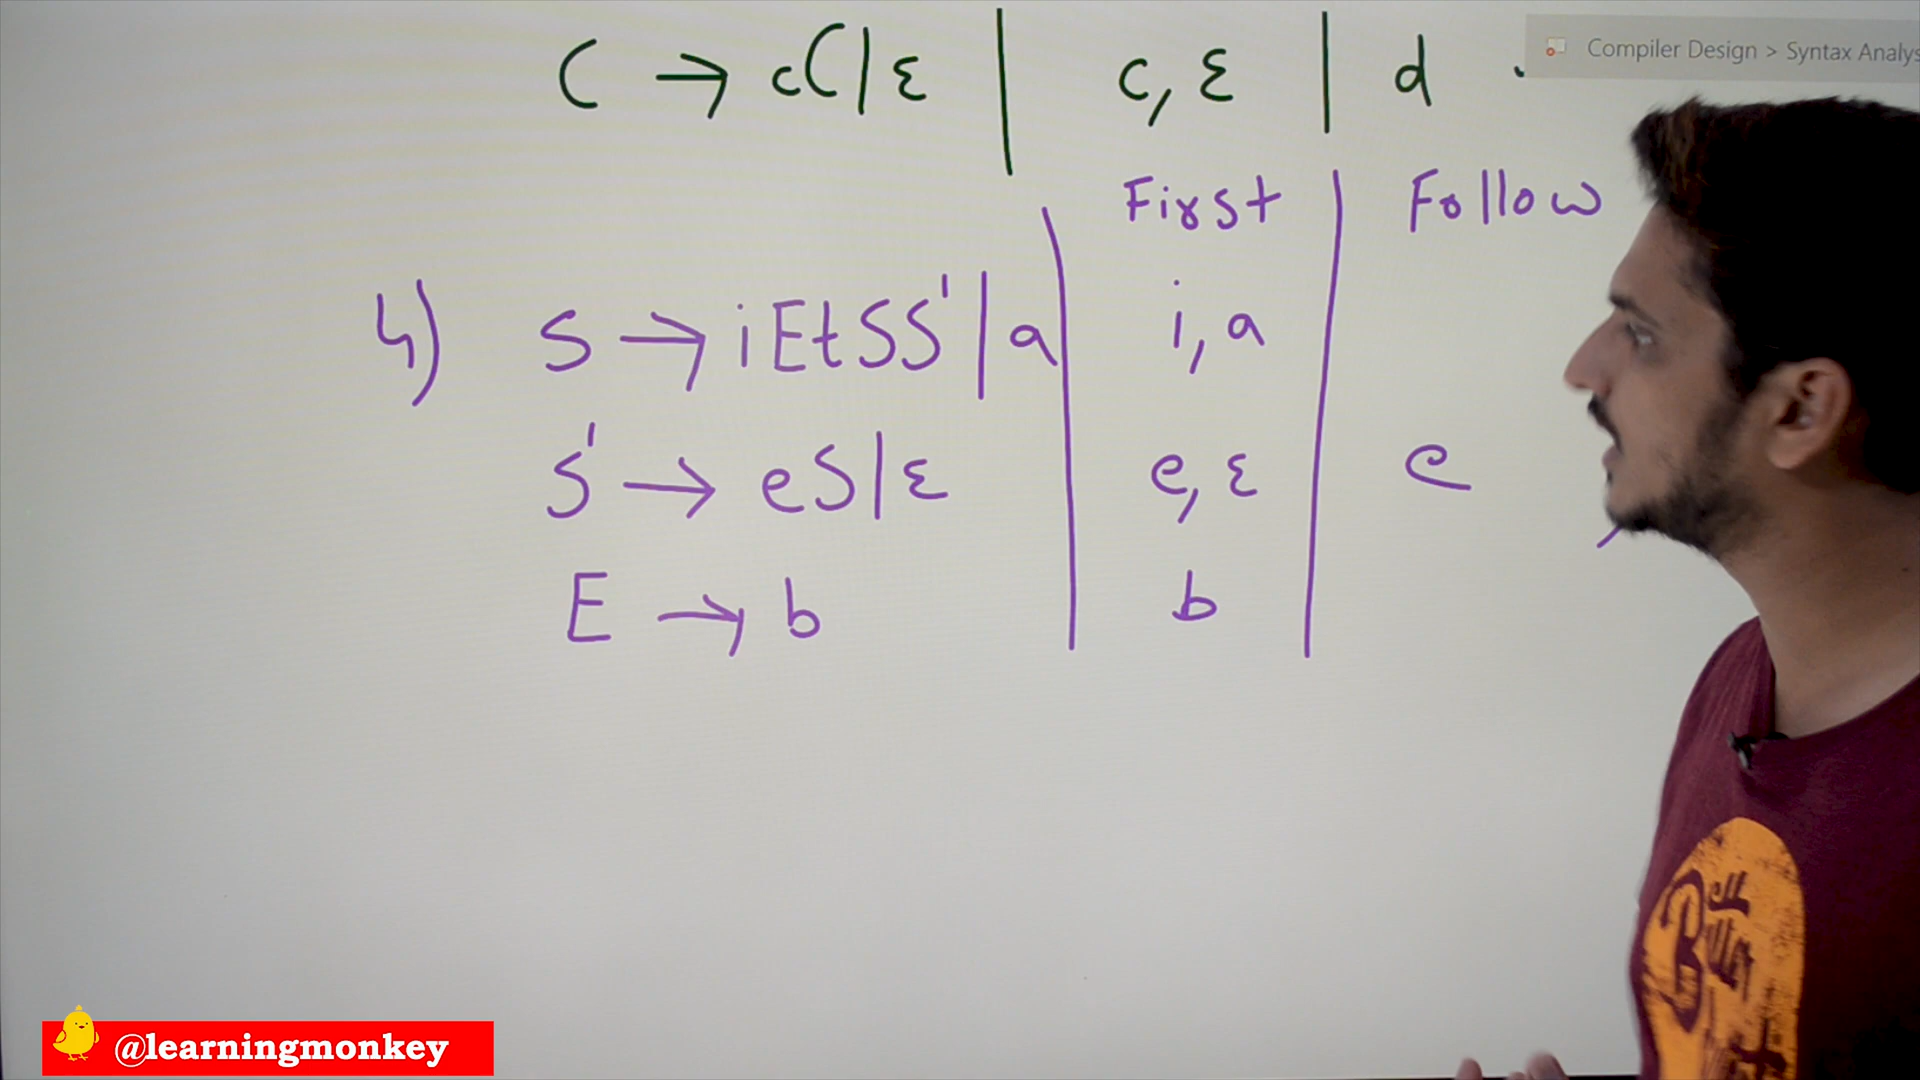 C → cC | ε | c, ε | d
Compiler Design > Syntax Analys
First | Follow
4) S → iEtSS' | a | i, a
S' → eS | ε | e, ε | e
E → b | b
@learningmonkey